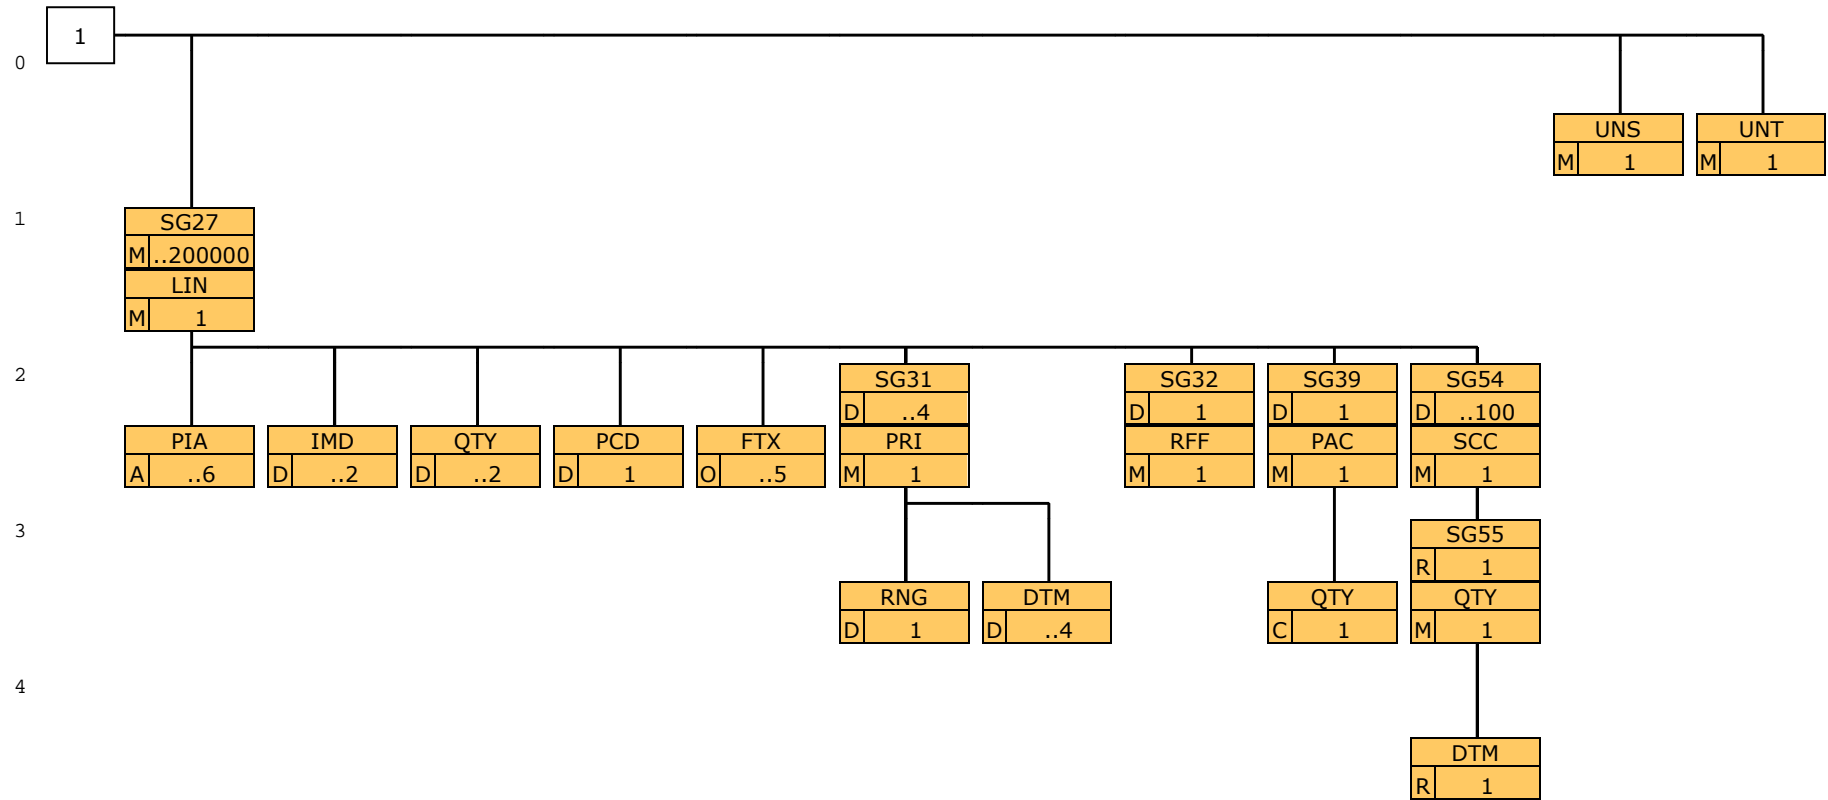 1
0
UNS UNT
M 1 M 1
1
SG27
M ..200000
LIN
M 1
2
SG31 SG32 SG39 SG54
D ..4 D 1 D 1 D ..100
PIA IMD QTY PCD FTX PRI RFF PAC SCC
A ..6 D ..2 D ..2 D 1 O ..5 M 1 M 1 M 1 M 1
3
SG55
R 1
RNG DTM QTY QTY
D 1 D ..4 C 1 M 1
4
DTM
R 1